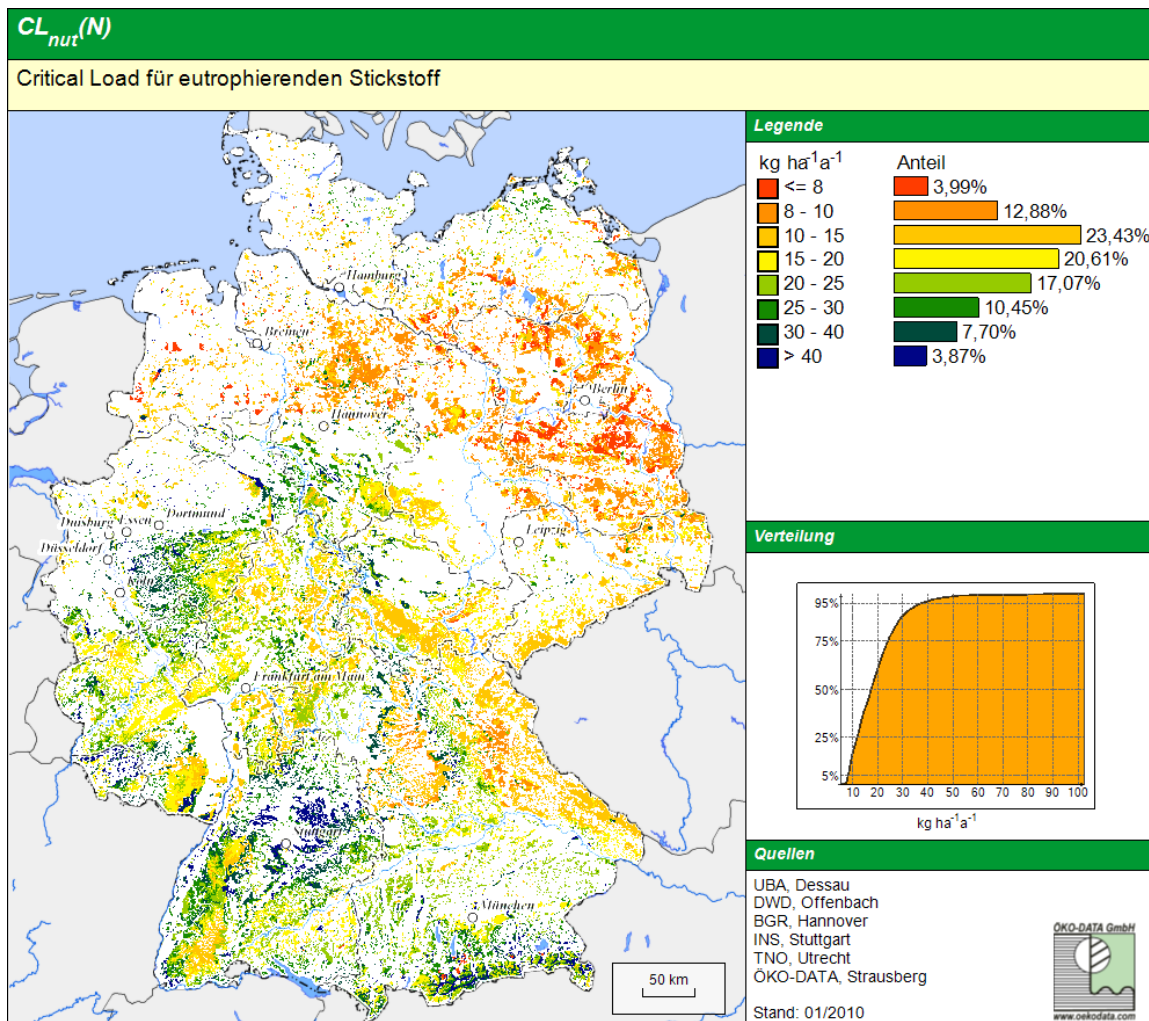 CLnut(N)
Critical Load für eutrophierenden Stickstoff
Hamburg
Bremen
Berlin
Hannover
Dortmund
Essen
Duisburg
Düsseldorf
Leipzig
Köln
Frankfurt am Main
Stuttgart
München
50 km
Legende
kg ha-1a-1 Anteil
<= 8 3,99%
8 - 10 12,88%
10 - 15 23,43%
15 - 20 20,61%
20 - 25 17,07%
25 - 30 10,45%
30 - 40 7,70%
> 40 3,87%
Verteilung
95%
75%
50%
25%
5%
10 20 30 40 50 60 70 80 90 100
kg ha-1a-1
Quellen
UBA, Dessau
DWD, Offenbach
BGR, Hannover
INS, Stuttgart
TNO, Utrecht
ÖKO-DATA, Strausberg
Stand: 01/2010
ÖKO-DATA GmbH
www.oekodata.com